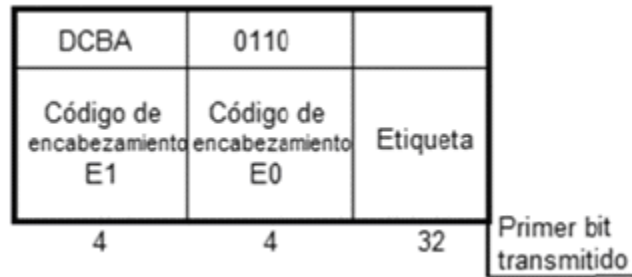 DCBA 0110
Código de Código de
encabezamiento encabezamiento Etiqueta
E1 E0
4 4 32 Primer bit
transmitido